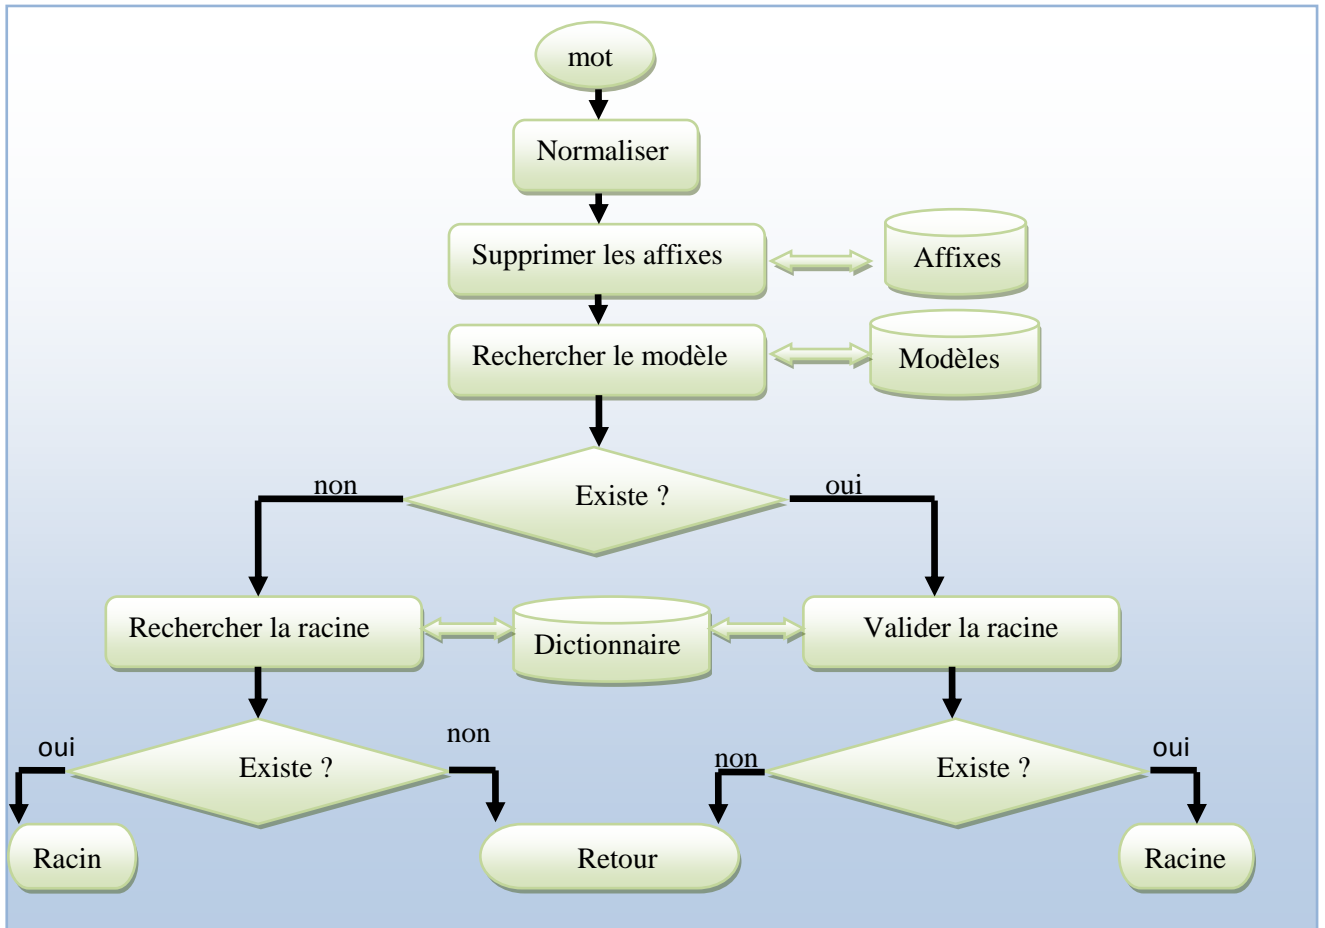 mot
Normaliser
Supprimer les affixes
Affixes
Rechercher le modèle
Modèles
non
Existe ?
oui
Rechercher la racine
Dictionnaire
Valider la racine
oui
Existe ?
non
non
Existe ?
oui
Racin
Retour
Racine